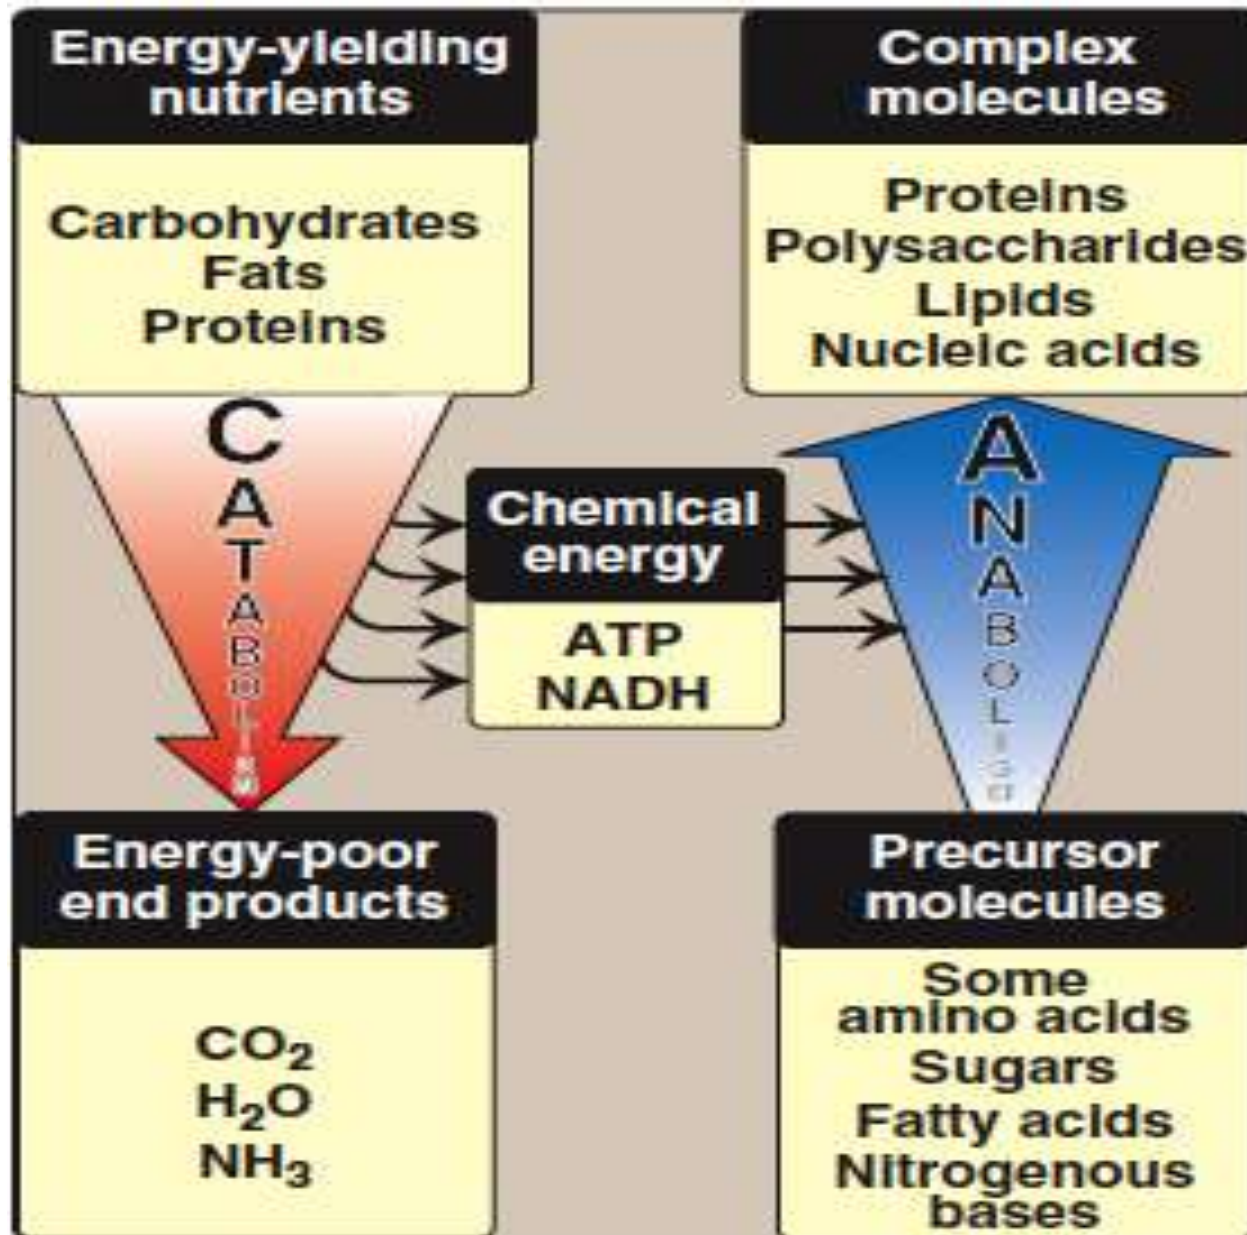 Energy-yielding
nutrients
Carbohydrates
Fats
Proteins
CATABOLISM
Energy-poor
end products
CO₂
H₂O
NH₃
Chemical
energy
ATP
NADH
Complex
molecules
Proteins
Polysaccharides
Lipids
Nucleic acids
Precursor
molecules
Some
amino acids
Sugars
Fatty acids
Nitrogenous
bases